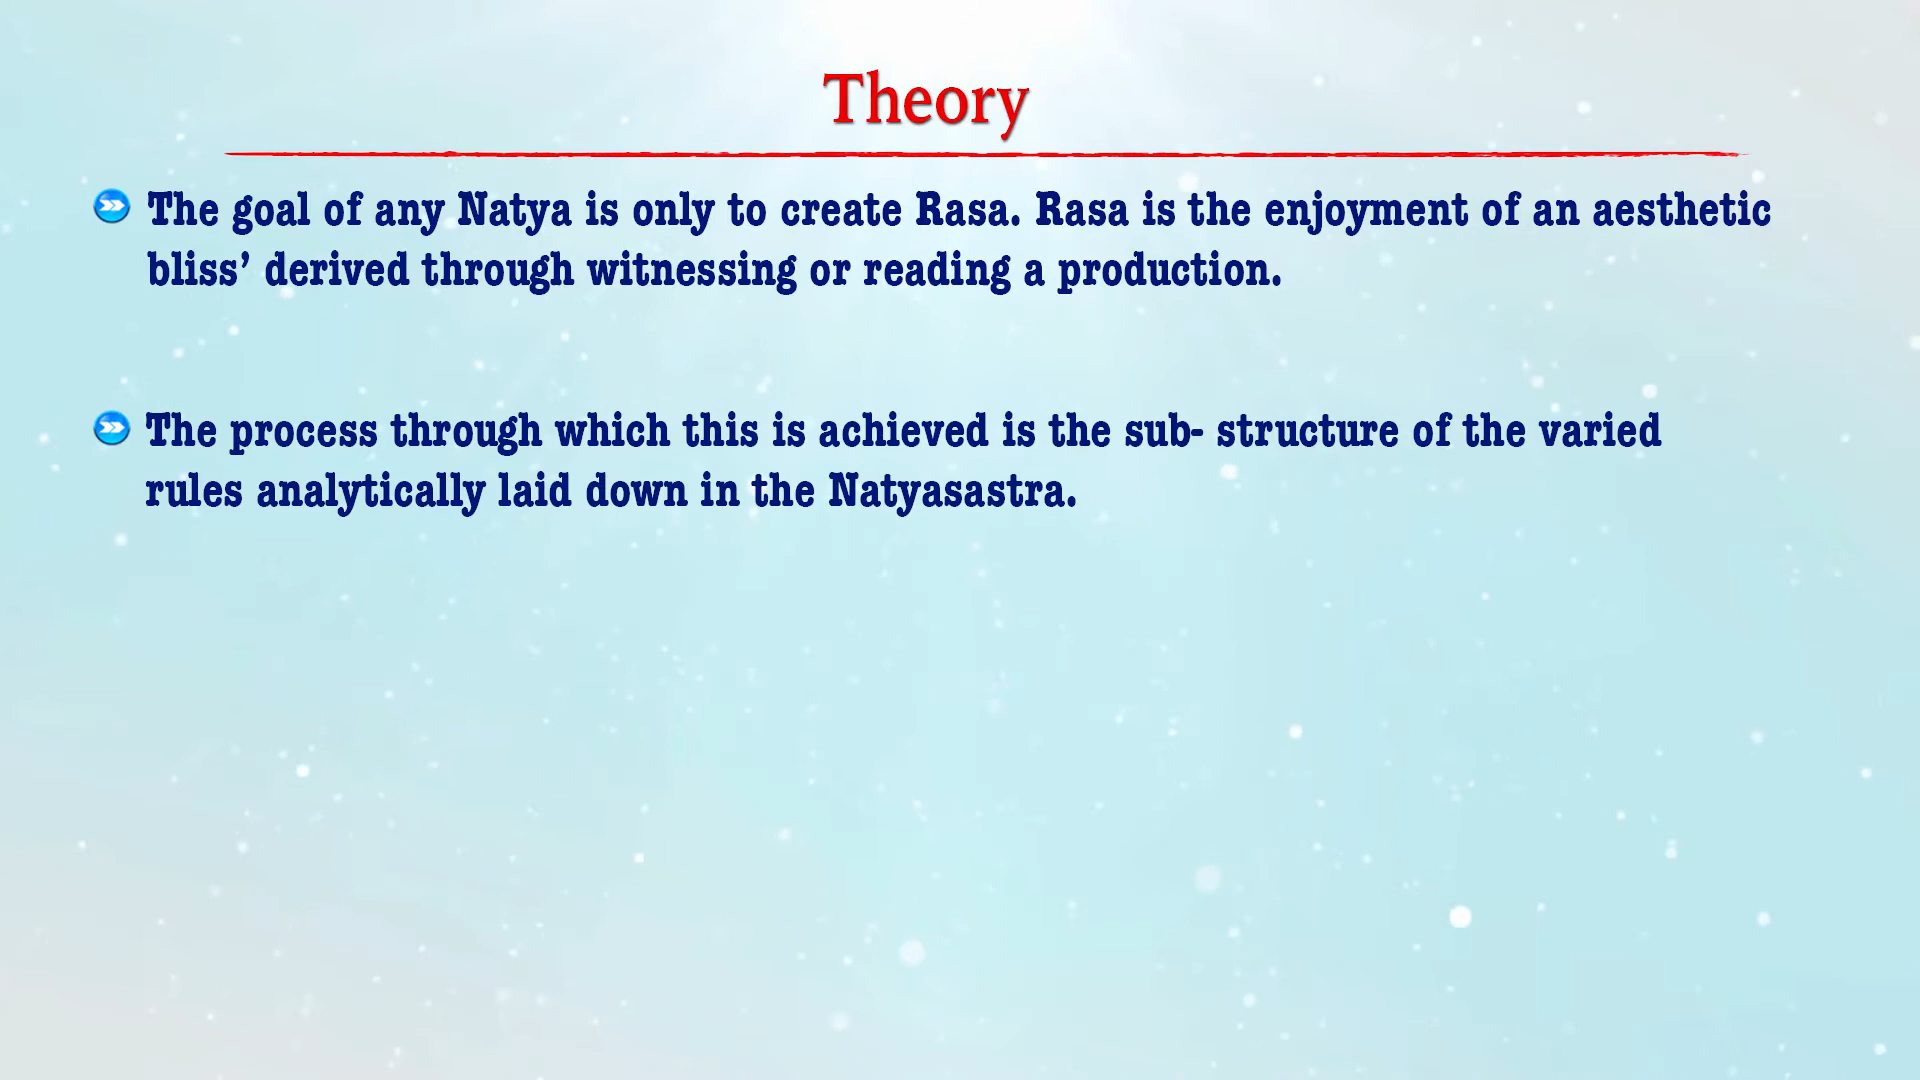 Theory
The goal of any Natya is only to create Rasa. Rasa is the enjoyment of an aesthetic
bliss’ derived through witnessing or reading a production.
The process through which this is achieved is the sub- structure of the varied
rules analytically laid down in the Natyasastra.